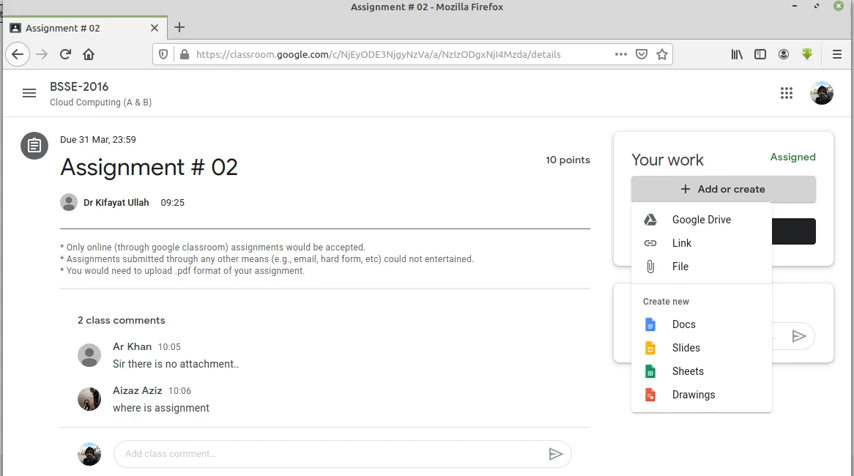 Assignment # 02 - Mozilla Firefox
Assignment # 02
https://classroom.google.com/c/NjEyODE3NjgyNzVa/a/NzIzODgxNjI4Mzda/details
BSSE-2016
Cloud Computing (A & B)
Due 31 Mar, 23:59
Assignment # 02
10 points
Dr Kifayat Ullah 09:25
* Only online (through google classroom) assignments would be accepted.
* Assignments submitted through any other means (e.g., email, hard form, etc) could not entertained.
* You would need to upload .pdf format of your assignment.
2 class comments
Ar Khan 10:05
Sir there is no attachment..
Aizaz Aziz 10:06
where is assignment
Add class comment...
Your work
Assigned
+ Add or create
Google Drive
Link
File
Create new
Docs
Slides
Sheets
Drawings